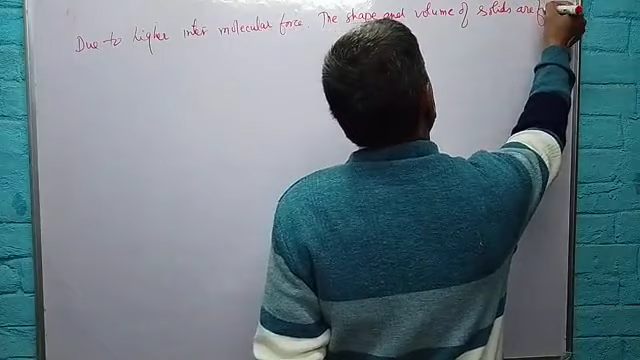 Due to higher inter molecular force. The shape and volume of solids are